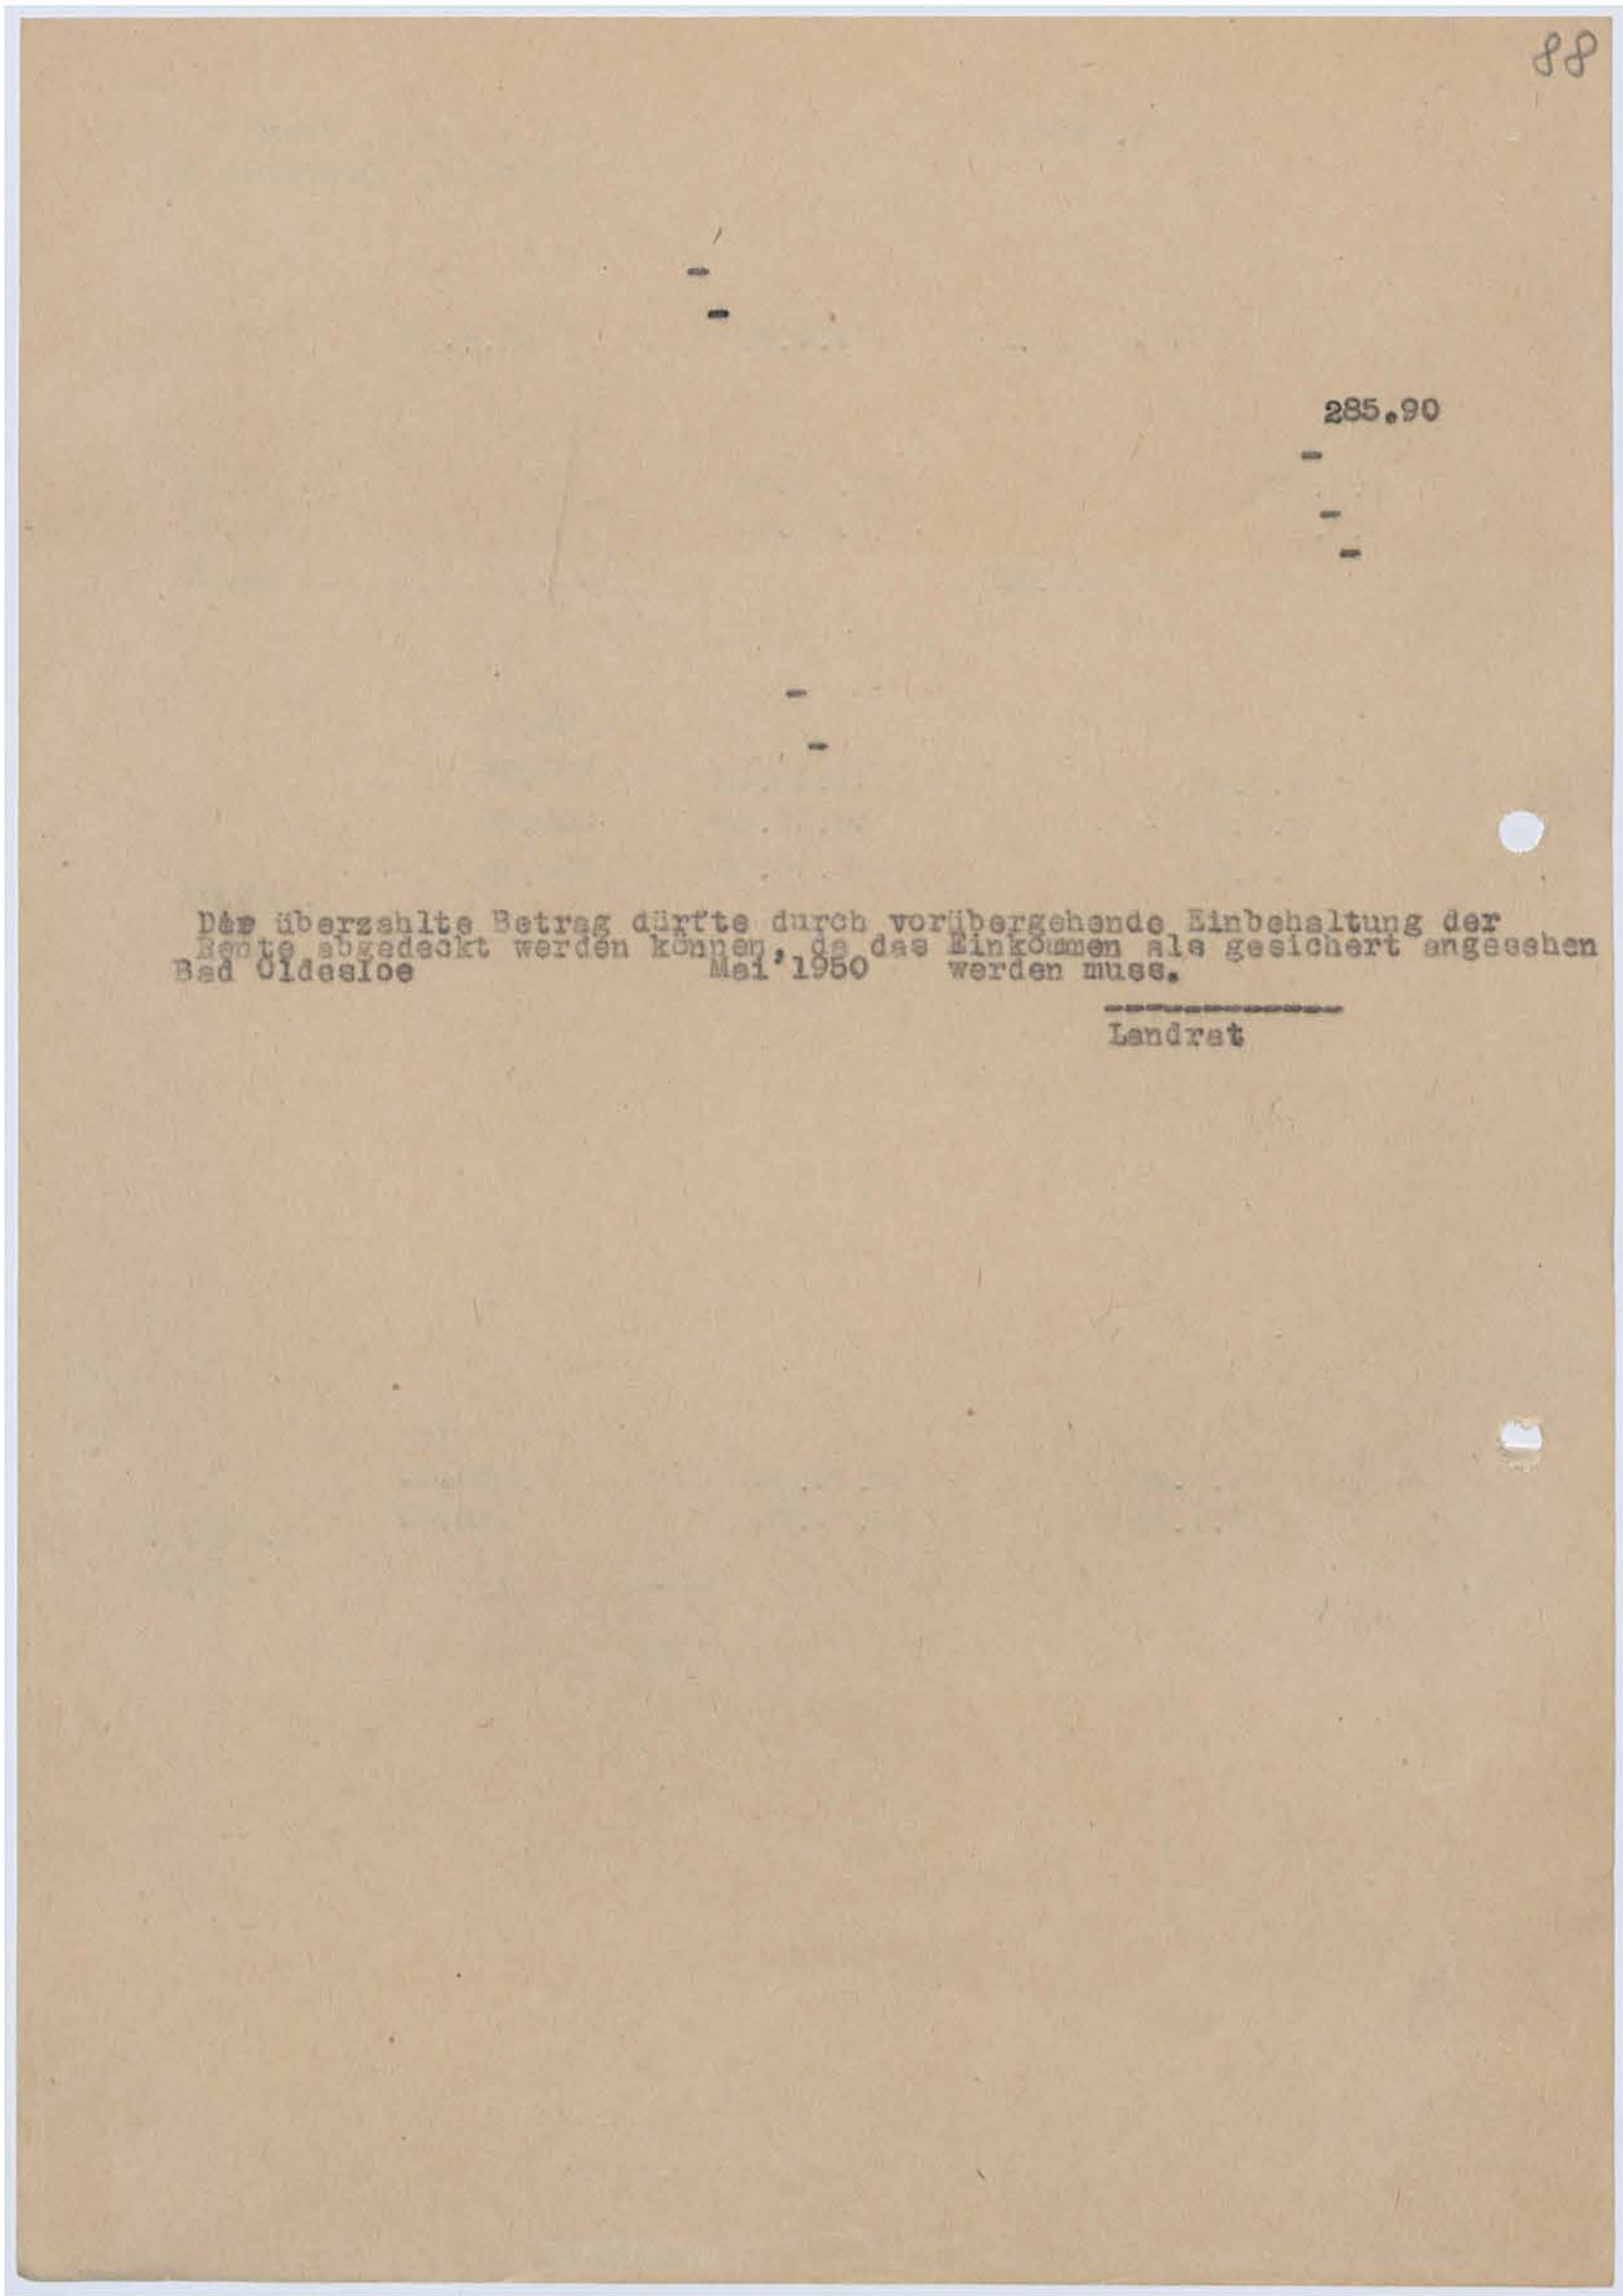 88
-
-
285.90
-
-
-
-
-
Der überzahlte Betrag dürfte durch vorübergehende Einbehaltung der
Rente abgedeckt werden können, da das Einkommen als gesichert angesehen
Bad Oldesloe Mai 1950 werden muss.
------------
Landrat